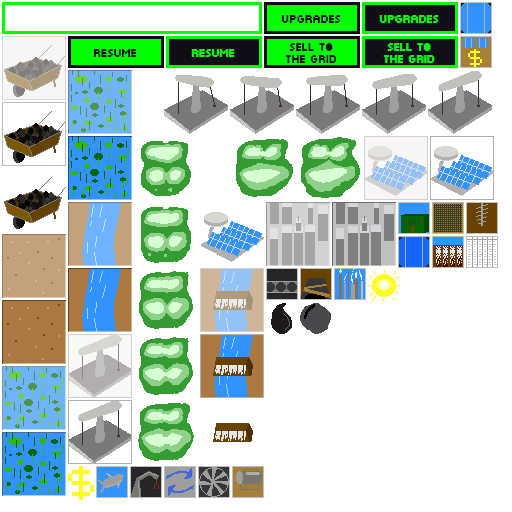 UPGRADES
UPGRADES
RESUME
RESUME
SELL TO
THE GRID
SELL TO
THE GRID
$
$